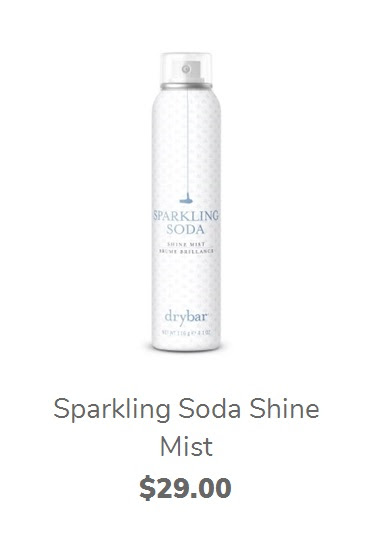 SPARKLING
SODA
SHINE MIST
BRUME BRILLANCE
drybar
Sparkling Soda Shine
Mist
$29.00